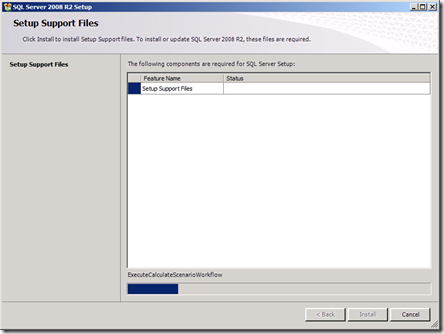 SQL Server 2008 R2 Setup
Setup Support Files
Click Install to install Setup Support files. To install or update SQL Server 2008 R2, these files are required.
Setup Support Files
The following components are required for SQL Server Setup:
Feature Name Status
Setup Support Files
ExecuteCalculateScenarioWorkflow
< Back Install Cancel